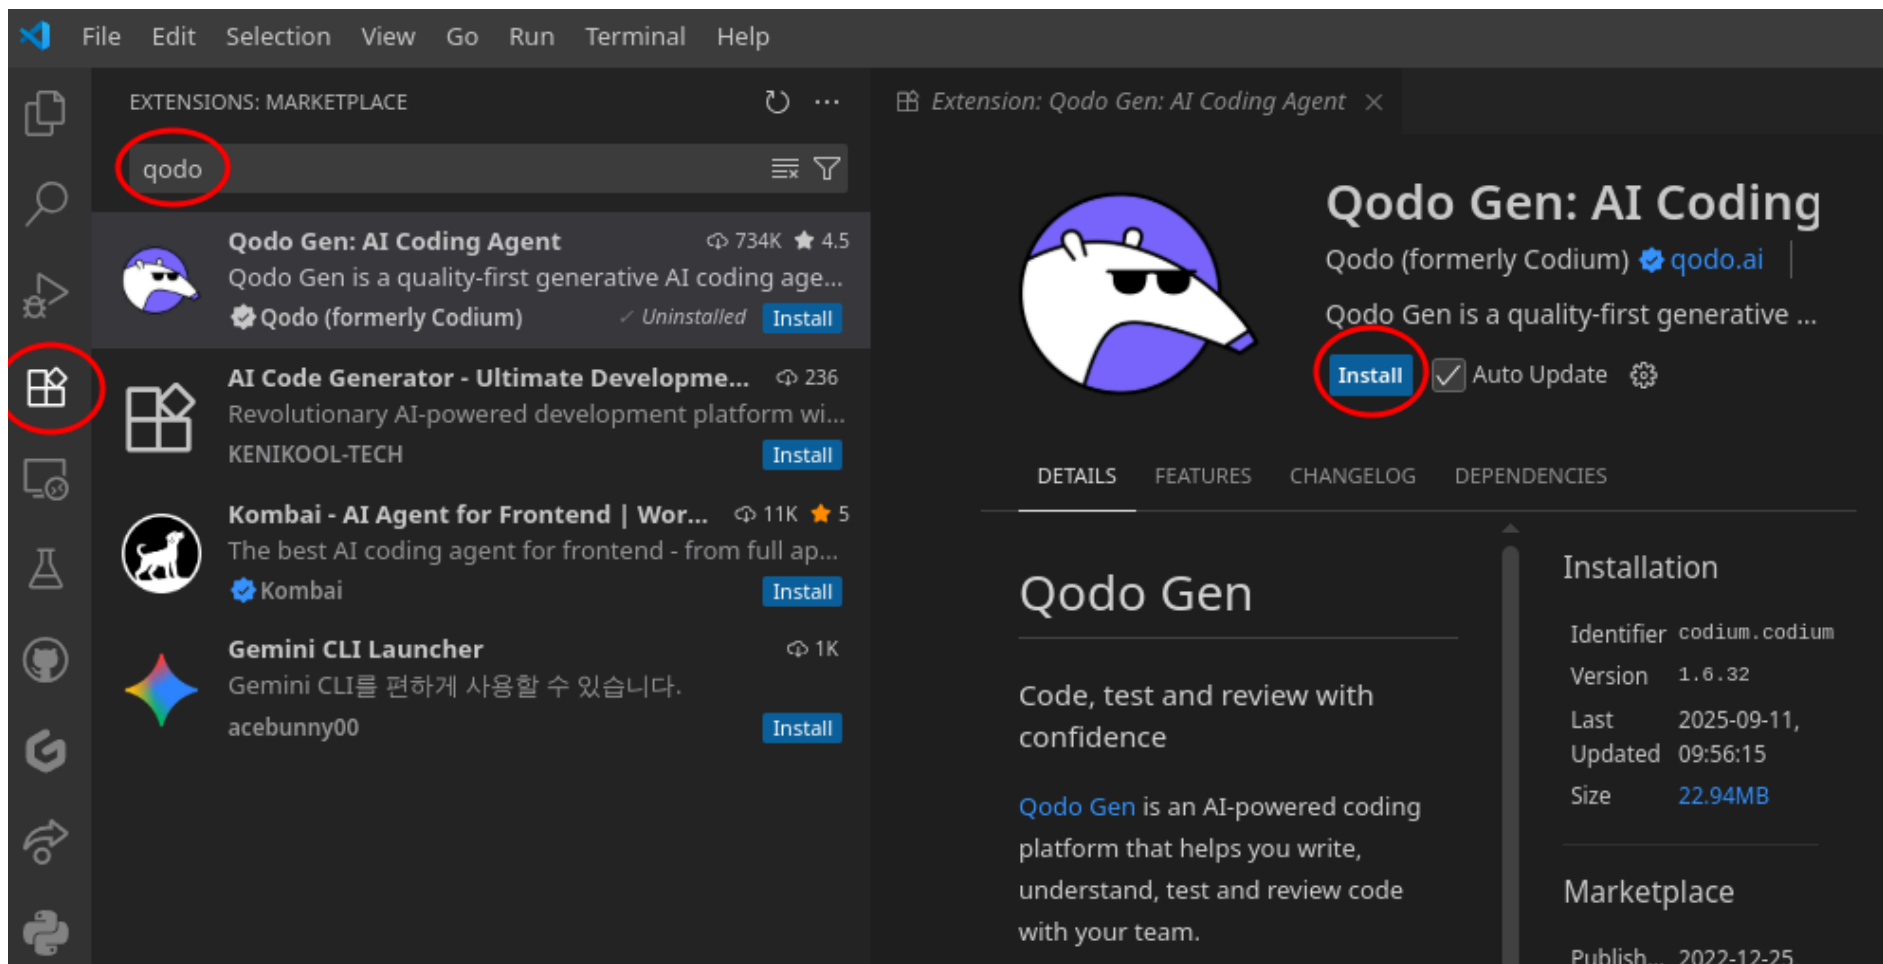 File Edit Selection View Go Run Terminal Help
EXTENSIONS: MARKETPLACE
qodo
Qodo Gen: AI Coding Agent 734K 4.5
Qodo Gen is a quality-first generative AI coding age...
Qodo (formerly Codium) ✓ Uninstalled Install
AI Code Generator - Ultimate Developme... 236
Revolutionary AI-powered development platform wi...
KENIKOOL-TECH Install
Kombai - AI Agent for Frontend | Wor... 11K 5
The best AI coding agent for frontend - from full ap...
Kombai Install
Gemini CLI Launcher 1K
Gemini CLI를 편하게 사용할 수 있습니다.
acebunny00 Install
Extension: Qodo Gen: AI Coding Agent
Qodo Gen: AI Coding
Qodo (formerly Codium) qodo.ai
Qodo Gen is a quality-first generative ...
Install Auto Update
DETAILS FEATURES CHANGELOG DEPENDENCIES
Qodo Gen
Code, test and review with
confidence
Qodo Gen is an AI-powered coding
platform that helps you write,
understand, test and review code
with your team.
Installation
Identifier codium.codium
Version 1.6.32
Last 2025-09-11,
Updated 09:56:15
Size 22.94MB
Marketplace
Publish... 2022-12-25